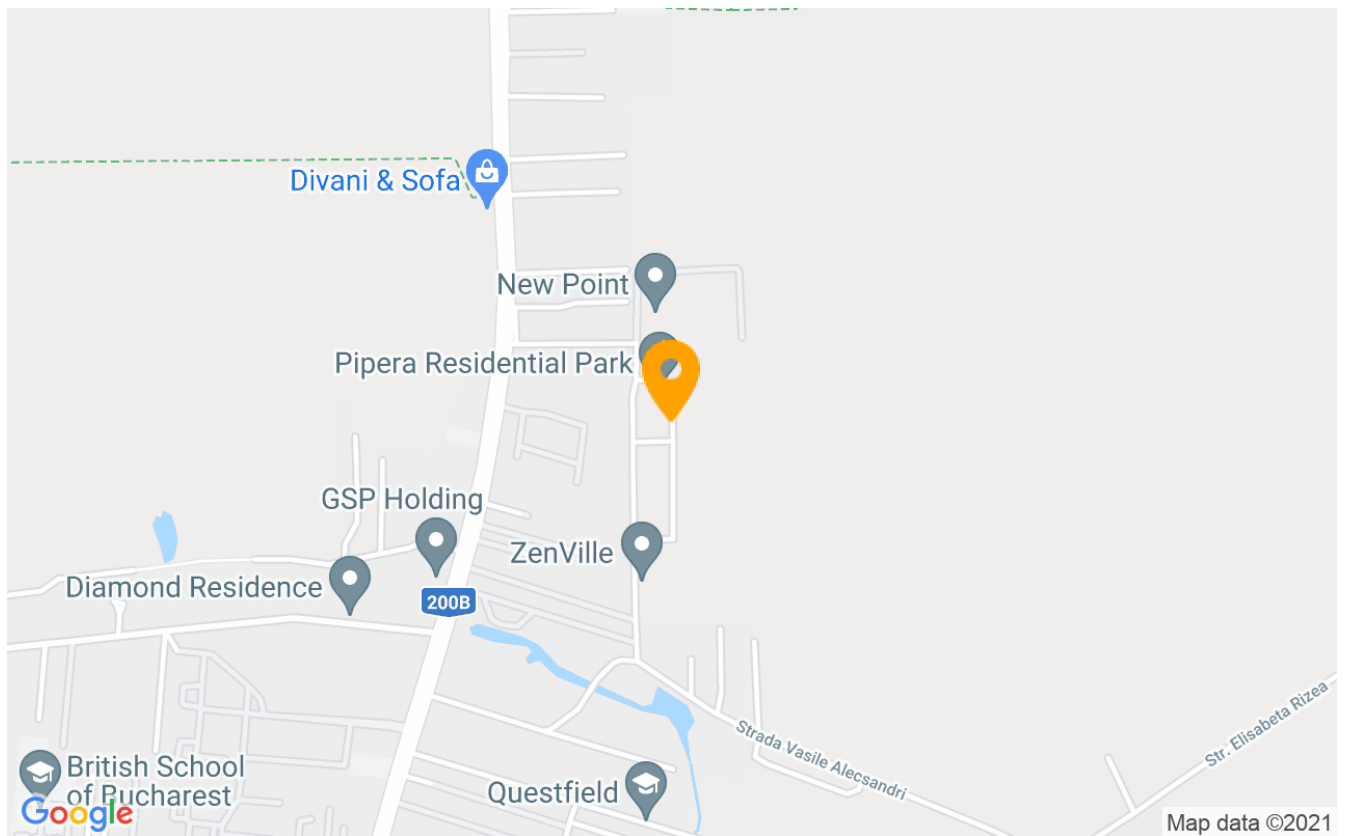 Divani & Sofa
New Point
Pipera Residential Park
GSP Holding
ZenVille
Diamond Residence
200B
Str. Elisabeta Rizea
Strada Vasile Alecsandri
British School
of Bucharest
Questfield
Google
Map data ©2021